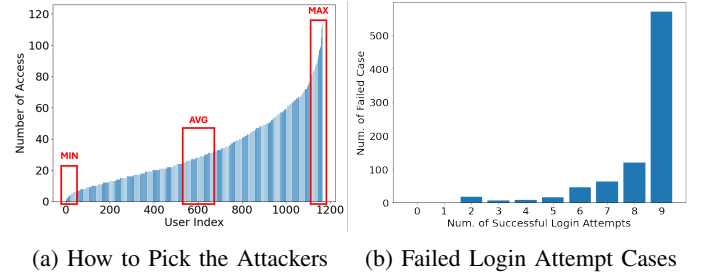 MAX
120
100
80
60
40
20
0
Number of Access
AVG
MIN
0 200 400 600 800 1000 1200
User Index
(a) How to Pick the Attackers
500
400
300
200
100
0
Num. of Failed Case
0 1 2 3 4 5 6 7 8 9
Num. of Successful Login Attempts
(b) Failed Login Attempt Cases